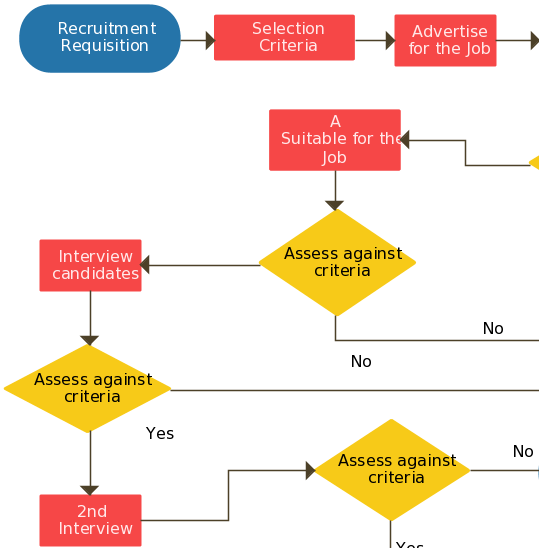 Recruitment
Requisition
Selection
Criteria
Advertise
for the Job
A
Suitable for the
Job
Assess against
criteria
Interview
candidates
No
No
Assess against
criteria
Yes
Assess against
criteria
No
2nd
Interview
Yes